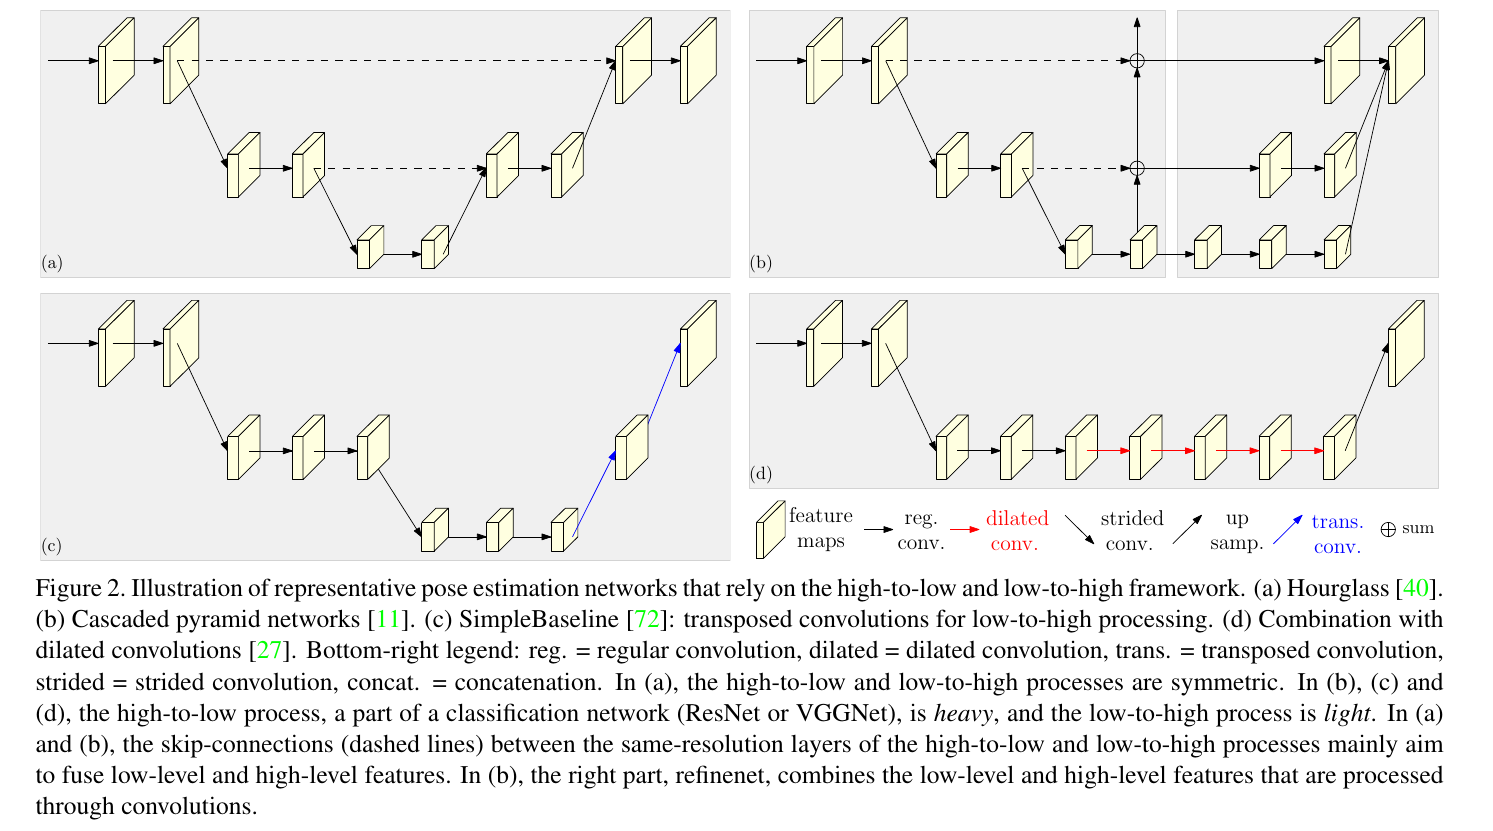 (a)
(b)
(c)
(d)
feature
maps
reg.
conv.
dilated
conv.
strided
conv.
up
samp.
trans.
conv.
⊕ sum
Figure 2. Illustration of representative pose estimation networks that rely on the high-to-low and low-to-high framework. (a) Hourglass [40].
(b) Cascaded pyramid networks [11]. (c) SimpleBaseline [72]: transposed convolutions for low-to-high processing. (d) Combination with
dilated convolutions [27]. Bottom-right legend: reg. = regular convolution, dilated = dilated convolution, trans. = transposed convolution,
strided = strided convolution, concat. = concatenation. In (a), the high-to-low and low-to-high processes are symmetric. In (b), (c) and
(d), the high-to-low process, a part of a classification network (ResNet or VGGNet), is heavy, and the low-to-high process is light. In (a)
and (b), the skip-connections (dashed lines) between the same-resolution layers of the high-to-low and low-to-high processes mainly aim
to fuse low-level and high-level features. In (b), the right part, refinenet, combines the low-level and high-level features that are processed
through convolutions.